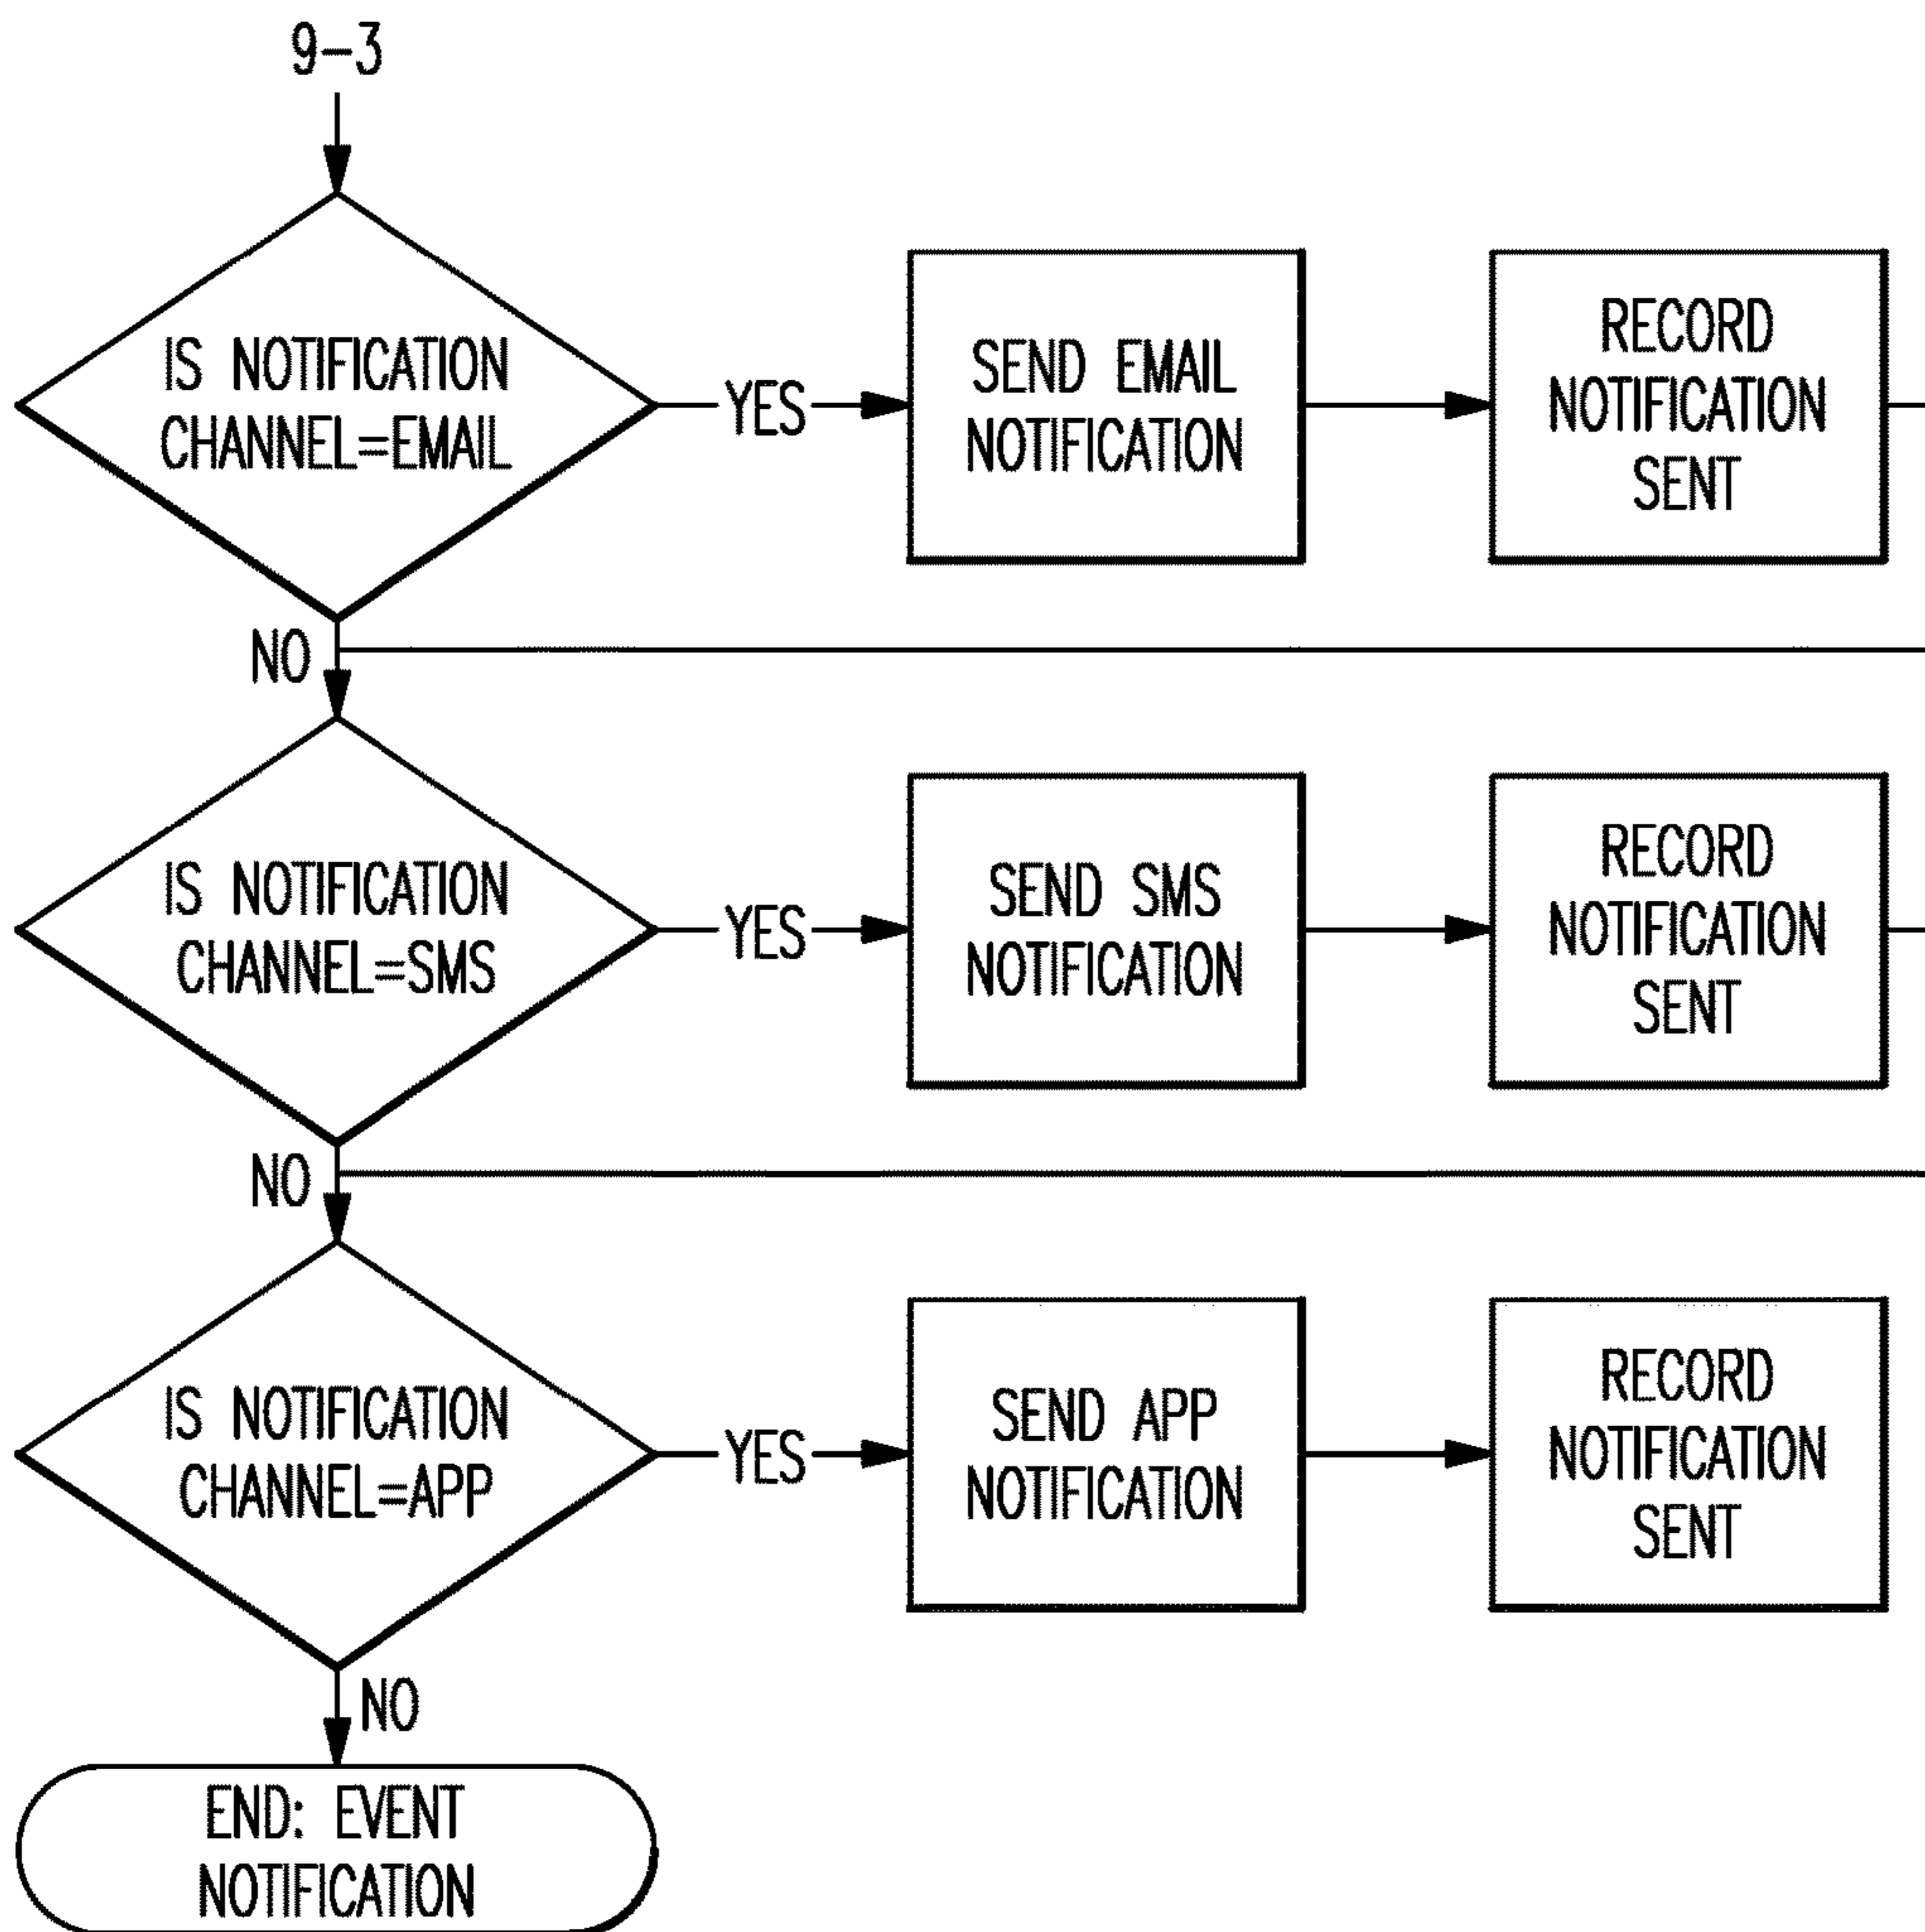 9-3
IS NOTIFICATION
CHANNEL=EMAIL
YES
SEND EMAIL
NOTIFICATION
RECORD
NOTIFICATION
SENT
NO
IS NOTIFICATION
CHANNEL=SMS
YES
SEND SMS
NOTIFICATION
RECORD
NOTIFICATION
SENT
NO
IS NOTIFICATION
CHANNEL=APP
YES
SEND APP
NOTIFICATION
RECORD
NOTIFICATION
SENT
NO
END: EVENT
NOTIFICATION